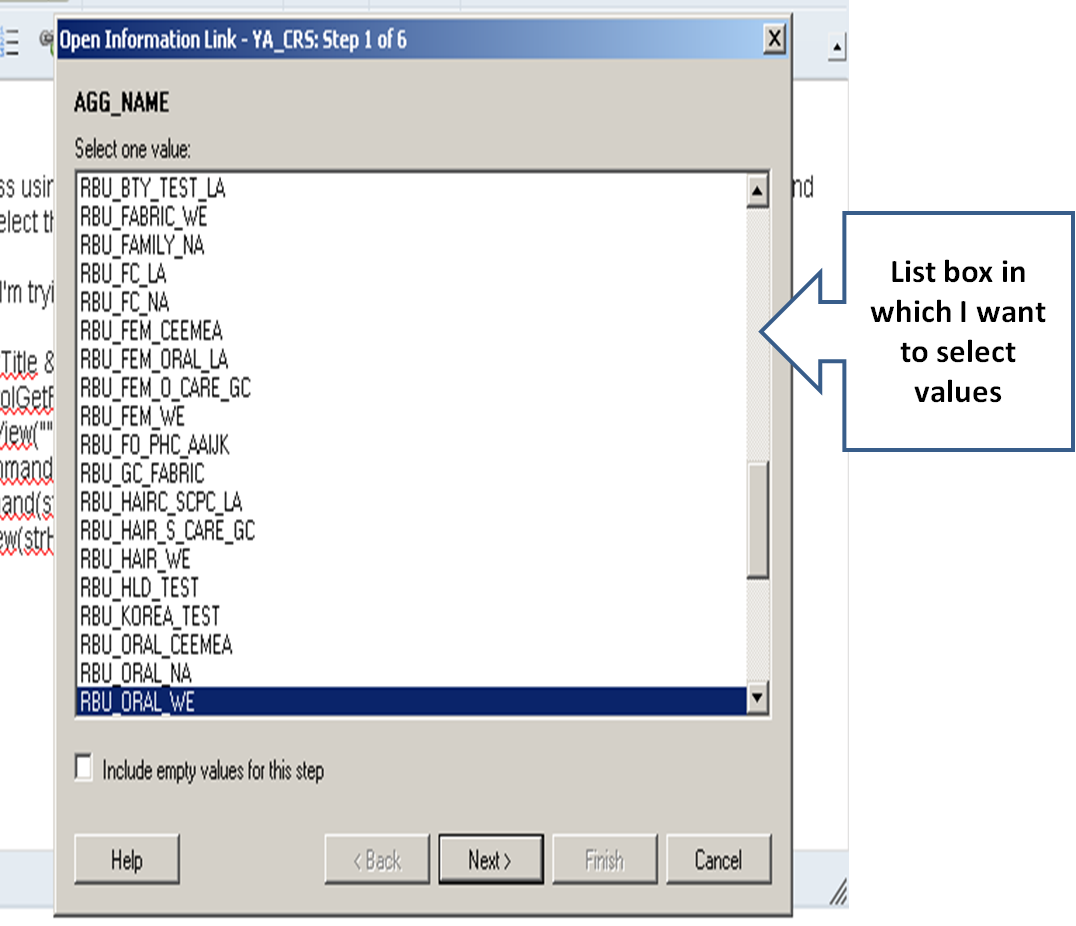 Open Information Link - YA_CRS: Step 1 of 6
X
AGG_NAME
Select one value:
RBU_BTY_TEST_LA
RBU_FABRIC_WE
RBU_FAMILY_NA
RBU_FC_LA
RBU_FC_NA
RBU_FEM_CEEMEA
RBU_FEM_ORAL_LA
RBU_FEM_O_CARE_GC
RBU_FEM_WE
RBU_FO_PHC_AAIJK
RBU_GC_FABRIC
RBU_HAIRC_SCPC_LA
RBU_HAIR_S_CARE_GC
RBU_HAIR_WE
RBU_HLD_TEST
RBU_KOREA_TEST
RBU_ORAL_CEEMEA
RBU_ORAL_NA
RBU_ORAL_WE
Include empty values for this step
Help < Back Next > Finish Cancel
ss usin
nd
elect th
I'm tryi
Title &
olGetF
View(""
mmand
and(s
ew(strH
List box in
which I want
to select
values